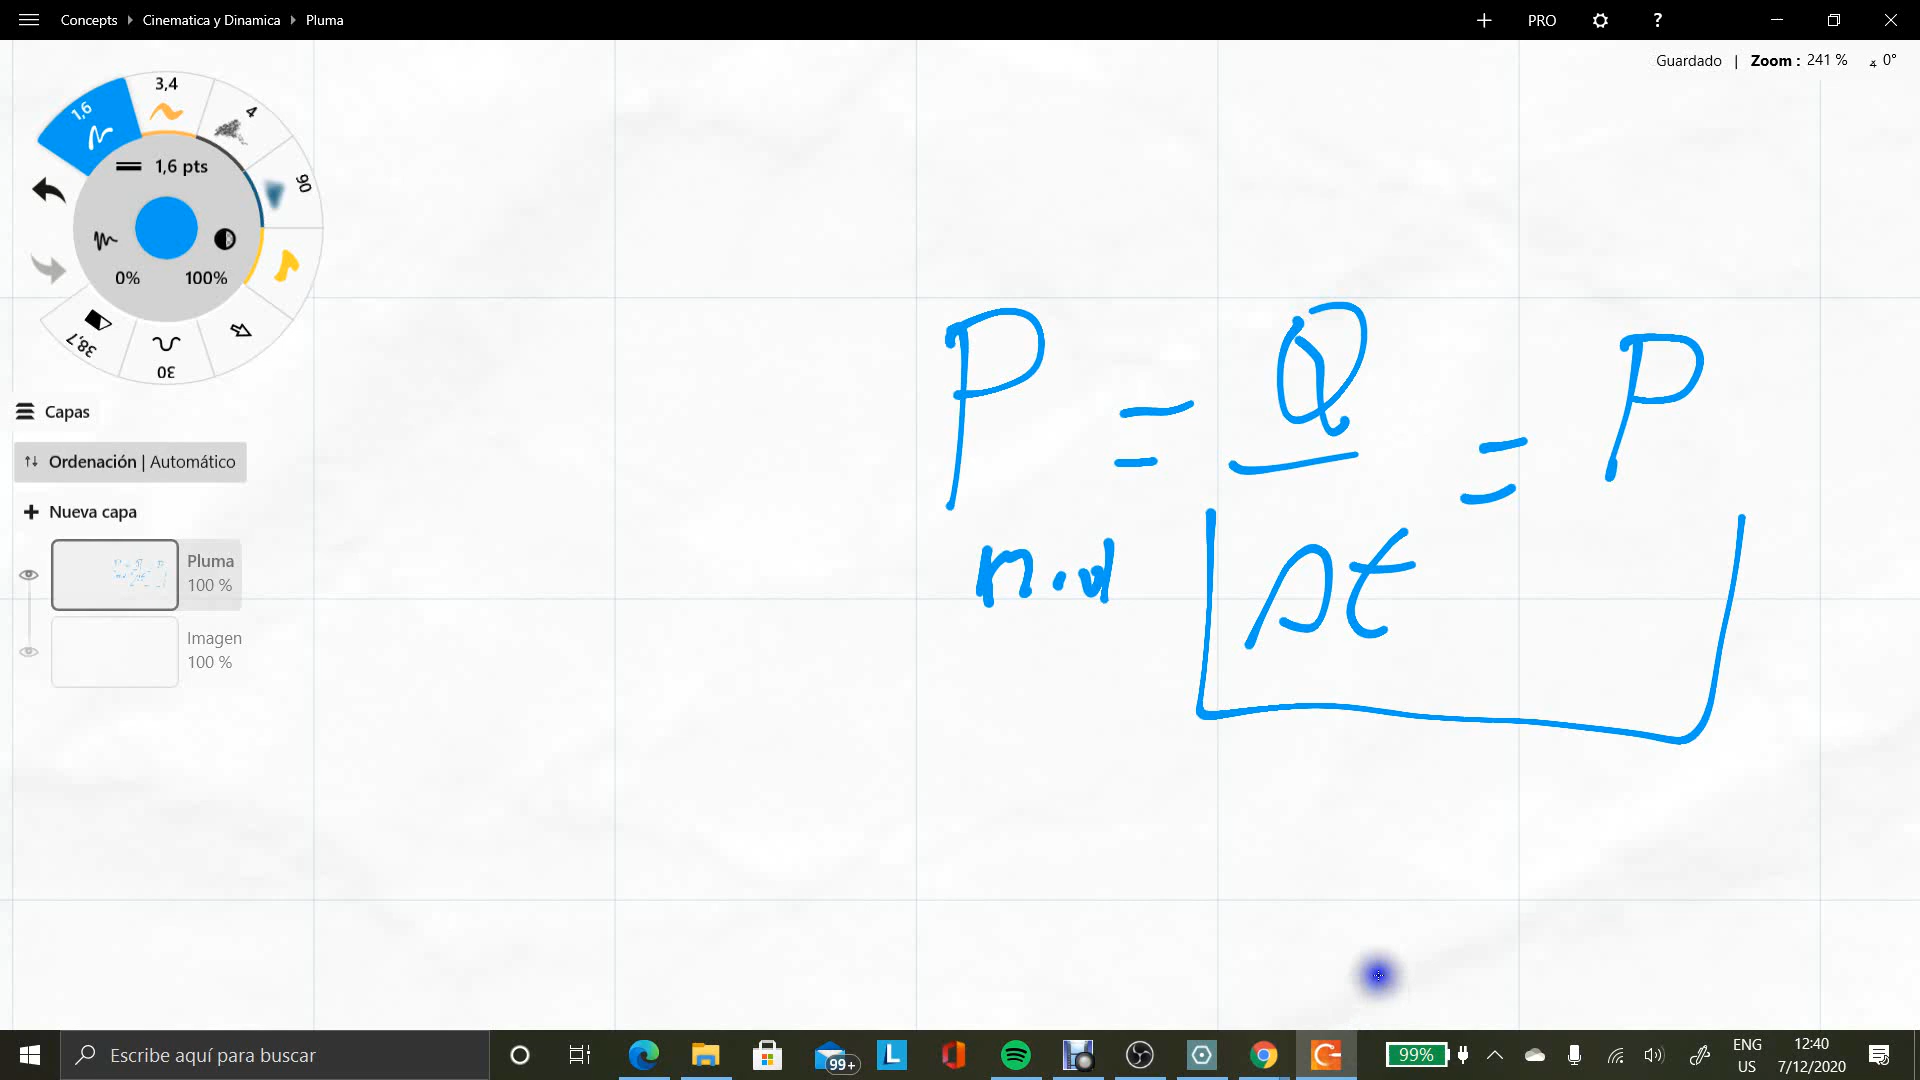 Concepts Cinematica y Dinamica Pluma
PRO ?
Guardado | Zoom : 241 % 0°
1,6
3,4
4
90
1,6 pts
0% 100%
38,7
30
Capas
Ordenación | Automático
Nueva capa
Pluma
100 %
Imagen
100 %
P = Q = P
Δt
Escribe aquí para buscar
99+
L
99%
ENG
US
12:40
7/12/2020